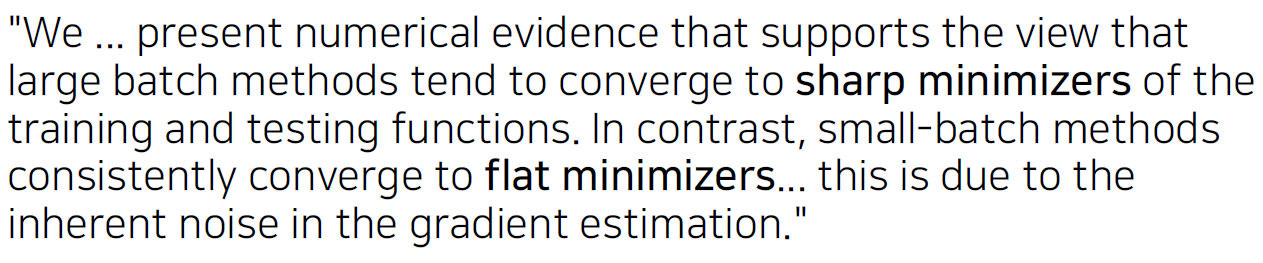 "We ... present numerical evidence that supports the view that
large batch methods tend to converge to sharp minimizers of the
training and testing functions. In contrast, small-batch methods
consistently converge to flat minimizers... this is due to the
inherent noise in the gradient estimation."